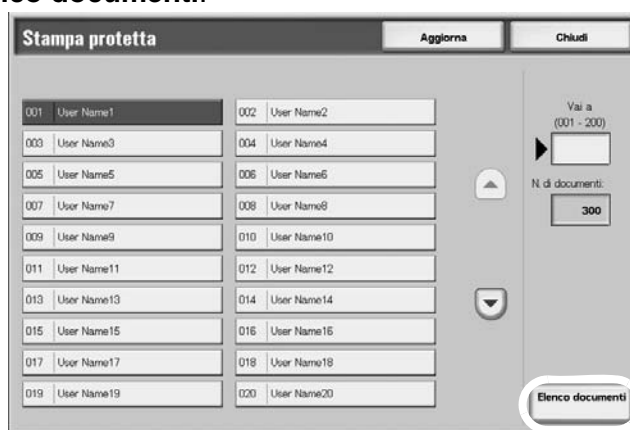 documenti.
Stampa protetta Aggiorna Chiudi
001 User Name1 002 User Name2
003 User Name3 004 User Name4
005 User Name5 006 User Name6
007 User Name7 008 User Name8
009 User Name9 010 User Name10
011 User Name11 012 User Name12
013 User Name13 014 User Name14
015 User Name15 016 User Name16
017 User Name17 018 User Name18
019 User Name19 020 User Name20
Vai a
(001 - 200)
N. di documenti:
300
Elenco documenti